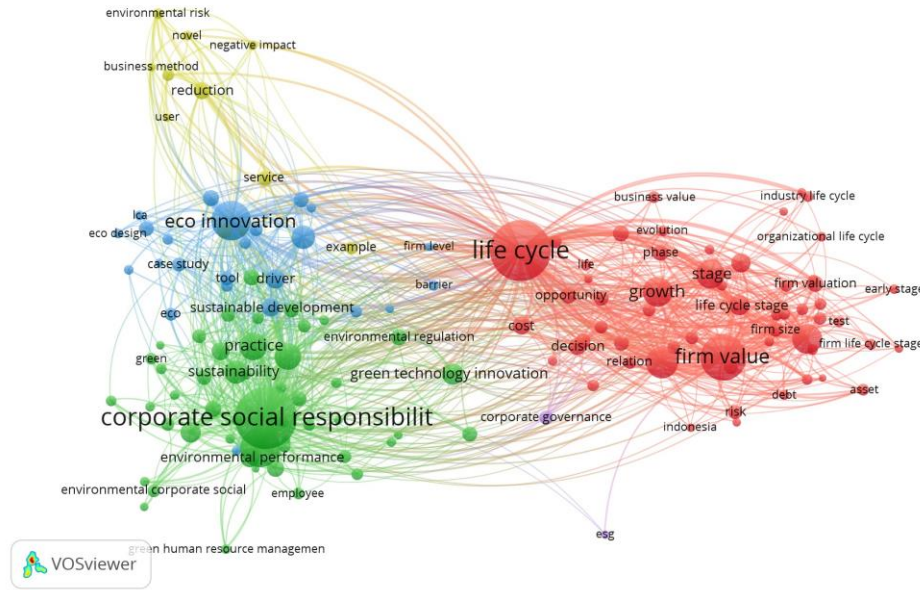 environmental risk
novel
negative impact
business method
reduction
user
service
business value
industry life cycle
lca
eco innovation
eco design
evolution
organizational life cycle
example
firm level
life cycle
phase
case study
life
stage
tool
driver
firm valuation
early stage
barrier
opportunity
growth
sustainable development
life cycle stage
eco
cost
test
environmental regulation
firm size
practice
decision
firm life cycle stage
green
relation
firm value
sustainability
green technology innovation
debt
asset
corporate social responsibilit
corporate governance
risk
indonesia
environmental performance
environmental corporate social
employee
esg
green human resource managemen
VOSviewer